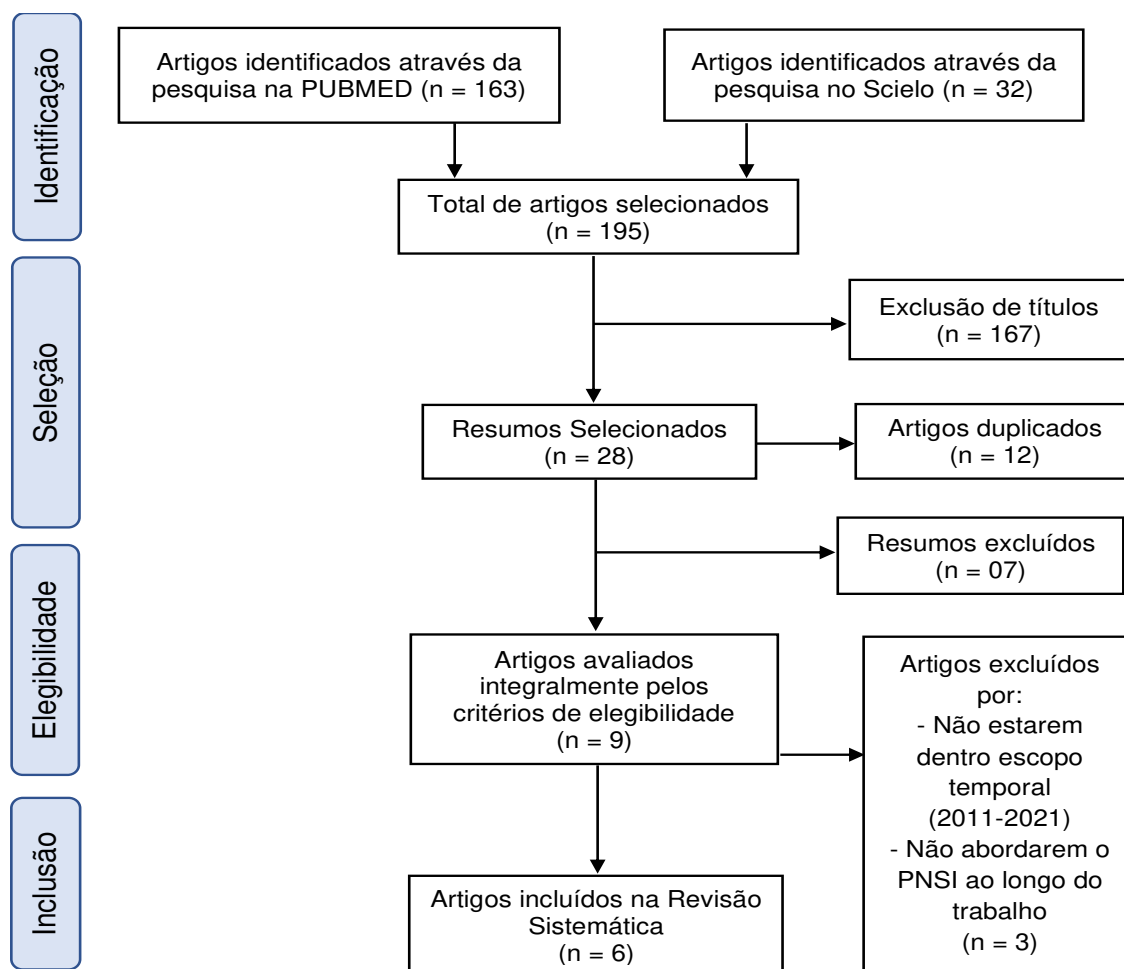 Identificação
Artigos identificados através da
pesquisa na PUBMED (n = 163)
Artigos identificados através da
pesquisa no Scielo (n = 32)
Total de artigos selecionados
(n = 195)
Seleção
Exclusão de títulos
(n = 167)
Resumos Selecionados
(n = 28)
Artigos duplicados
(n = 12)
Resumos excluídos
(n = 07)
Elegibilidade
Artigos avaliados
integralmente pelos
critérios de elegibilidade
(n = 9)
Artigos excluídos
por:
- Não estarem
dentro escopo
temporal
(2011-2021)
- Não abordarem o
PNSI ao longo do
trabalho
(n = 3)
Inclusão
Artigos incluídos na Revisão
Sistemática
(n = 6)